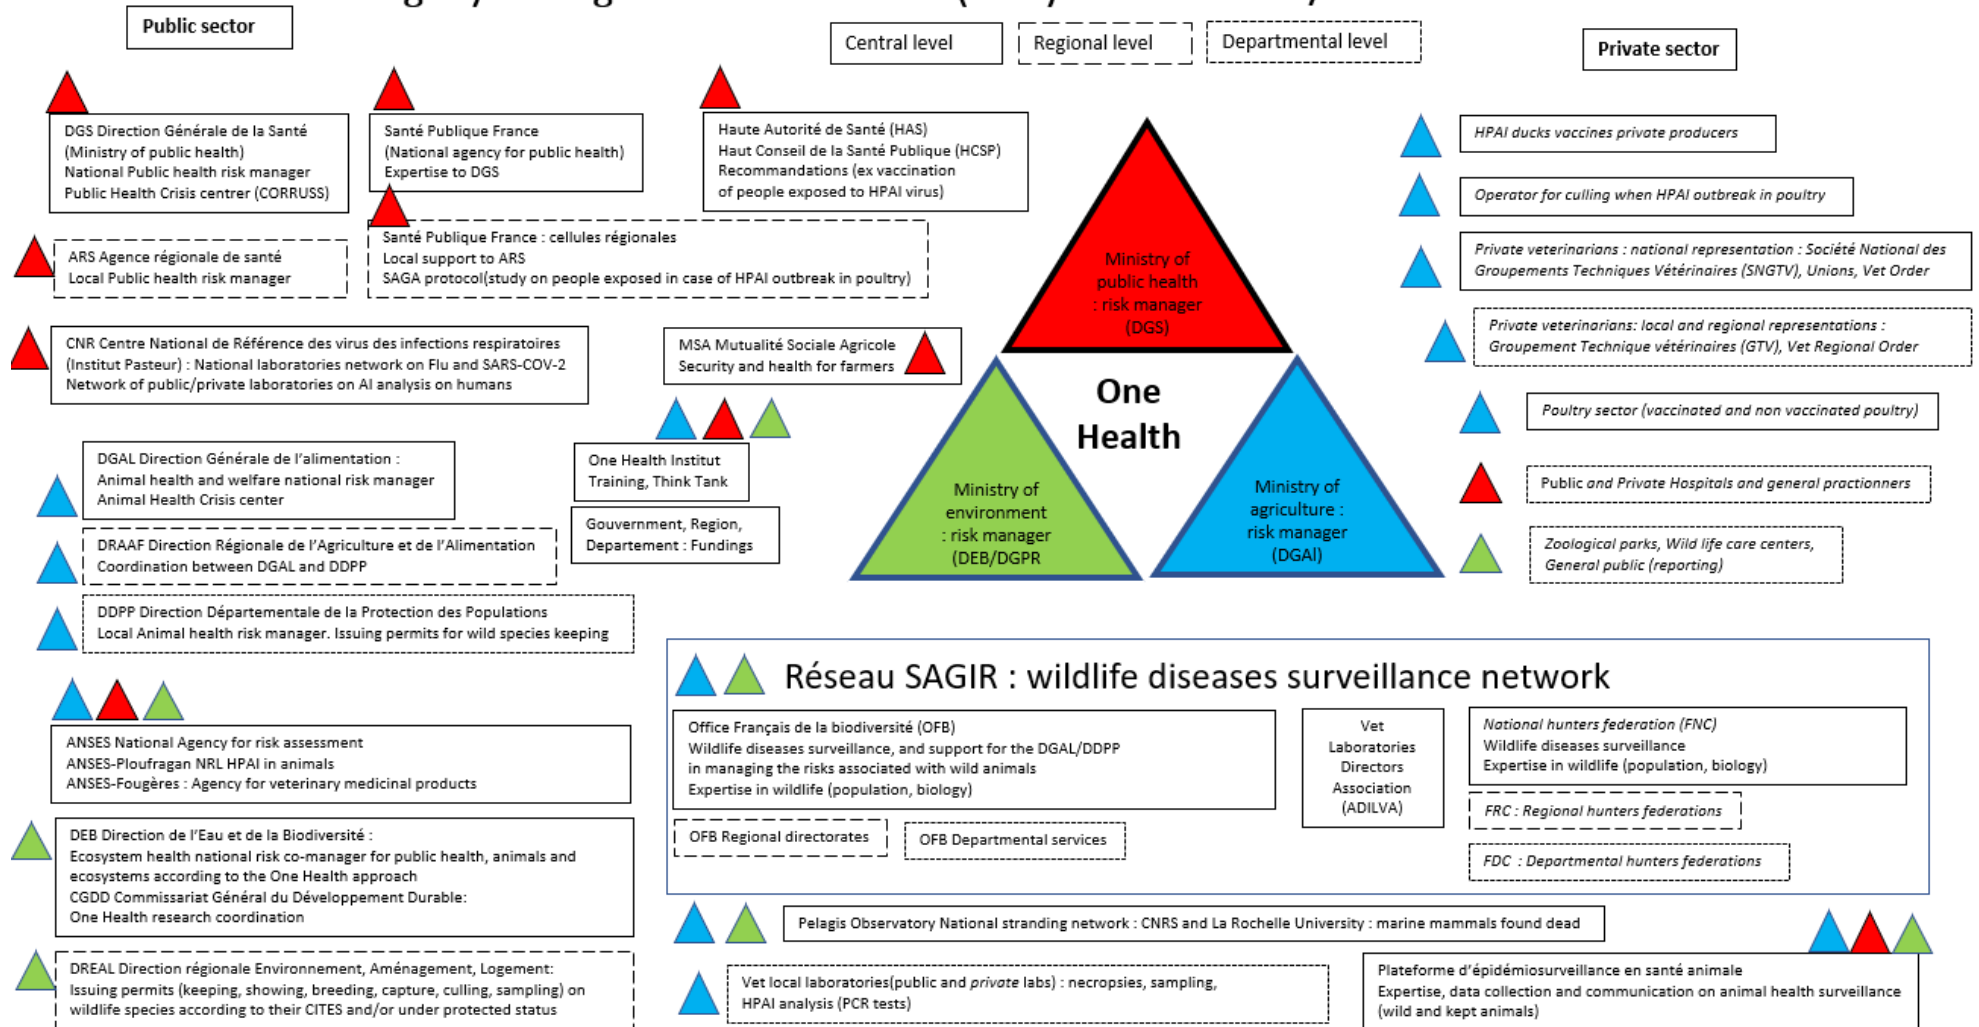 Public sector
Central level
Regional level
Departmental level
Private sector
DGS Direction Générale de la Santé
(Ministry of public health)
National Public health risk manager
Public Health Crisis centrer (CORRUSS)
Santé Publique France
(National agency for public health)
Expertise to DGS
Haute Autorité de Santé (HAS)
Haut Conseil de la Santé Publique (HCSP)
Recommandations (ex vaccination
of people exposed to HPAI virus)
ARS Agence régionale de santé
Local Public health risk manager
Santé Publique France : cellules régionales
Local support to ARS
SAGA protocol(study on people exposed in case of HPAI outbreak in poultry)
CNR Centre National de Référence des virus des infections respiratoires
(Institut Pasteur) : National laboratories network on Flu and SARS-COV-2
Network of public/private laboratories on AI analysis on humans
MSA Mutualité Sociale Agricole
Security and health for farmers
DGAL Direction Générale de l'alimentation :
Animal health and welfare national risk manager
Animal Health Crisis center
One Health Institut
Training, Think Tank
Gouvernment, Region,
Departement : Fundings
DRAAF Direction Régionale de l'Agriculture et de l'Alimentation
Coordination between DGAL and DDPP
DDPP Direction Départementale de la Protection des Populations
Local Animal health risk manager. Issuing permits for wild species keeping
ANSES National Agency for risk assessment
ANSES-Ploufragan NRL HPAI in animals
ANSES-Fougères : Agency for veterinary medicinal products
DEB Direction de l'Eau et de la Biodiversité :
Ecosystem health national risk co-manager for public health, animals and
ecosystems according to the One Health approach
CGDD Commissariat Général du Développement Durable:
One Health research coordination
DREAL Direction régionale Environnement, Aménagement, Logement:
Issuing permits (keeping, showing, breeding, capture, culling, sampling) on
wildlife species according to their CITES and/or under protected status
Ministry of
public health
: risk manager
(DGS)
One
Health
Ministry of
environment
: risk manager
(DEB/DGPR
Ministry of
agriculture :
risk manager
(DGAl)
HPAI ducks vaccines private producers
Operator for culling when HPAI outbreak in poultry
Private veterinarians : national representation : Société National des
Groupements Techniques Vétérinaires (SNGTV), Unions, Vet Order
Private veterinarians: local and regional representations :
Groupement Technique vétérinaires (GTV), Vet Regional Order
Poultry sector (vaccinated and non vaccinated poultry)
Public and Private Hospitals and general practionners
Zoological parks, Wild life care centers,
General public (reporting)
Réseau SAGIR : wildlife diseases surveillance network
Office Français de la biodiversité (OFB)
Wildlife diseases surveillance, and support for the DGAL/DDPP
in managing the risks associated with wild animals
Expertise in wildlife (population, biology)
OFB Regional directorates
OFB Departmental services
Vet
Laboratories
Directors
Association
(ADILVA)
National hunters federation (FNC)
Wildlife diseases surveillance
Expertise in wildlife (population, biology)
FRC : Regional hunters federations
FDC : Departmental hunters federations
Pelagis Observatory National stranding network : CNRS and La Rochelle University : marine mammals found dead
Vet local laboratories(public and private labs) : necropsies, sampling,
HPAI analysis (PCR tests)
Plateforme d'épidémiosurveillance en santé animale
Expertise, data collection and communication on animal health surveillance
(wild and kept animals)